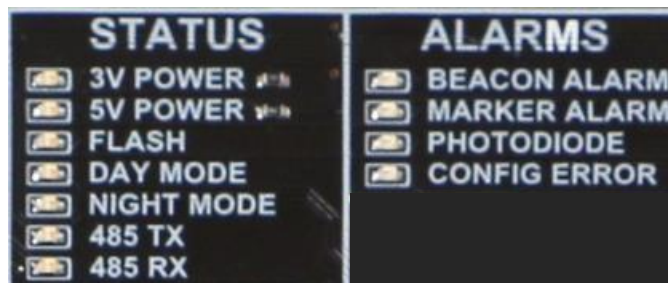 STATUS
3V POWER
5V POWER
FLASH
DAY MODE
NIGHT MODE
485 TX
485 RX
ALARMS
BEACON ALARM
MARKER ALARM
PHOTODIODE
CONFIG ERROR